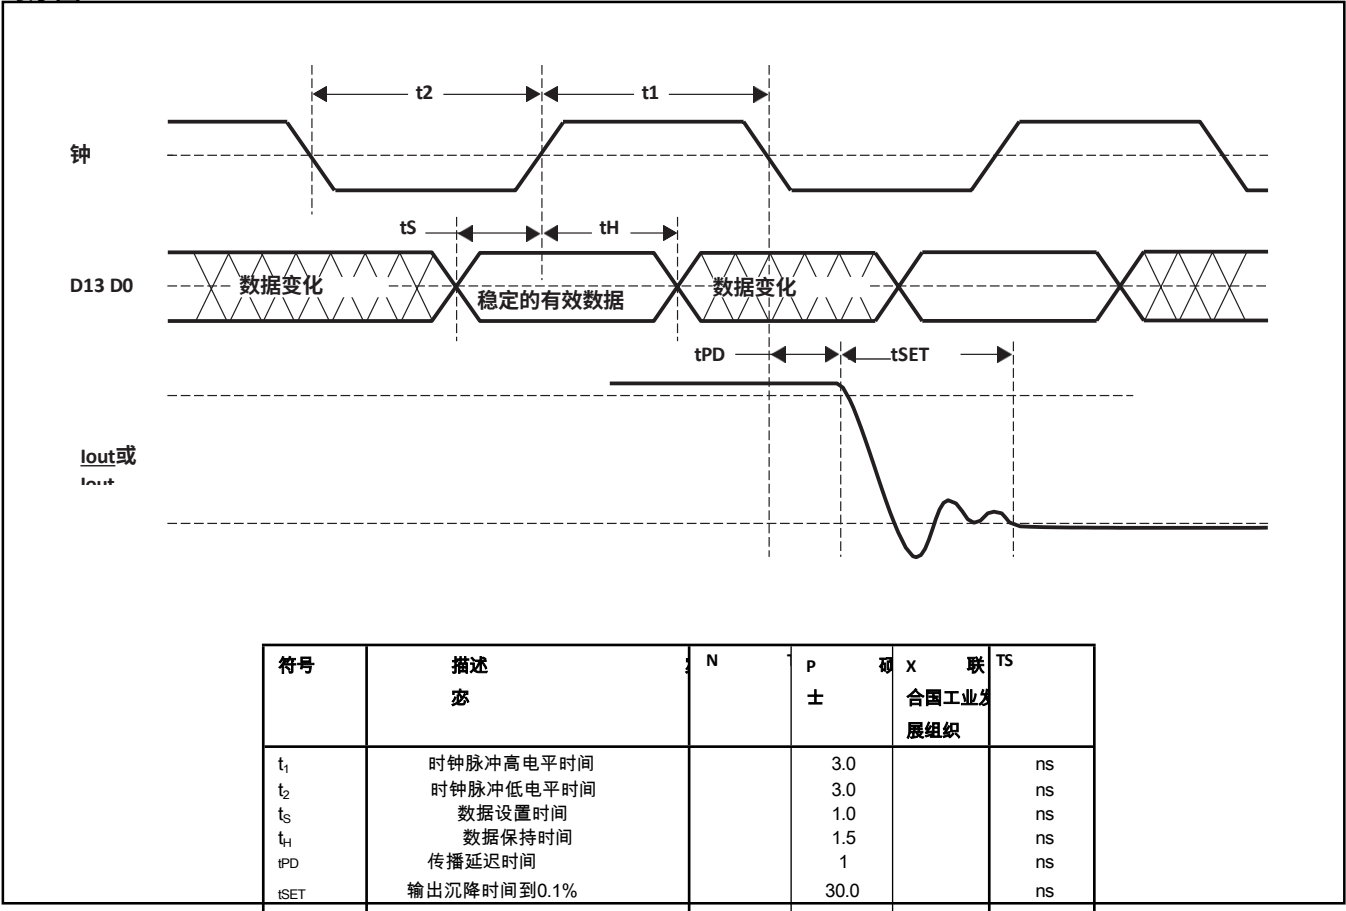 t2
t1
钟
tS
tH
D13 D0
数据变化
稳定的有效数据
数据变化
tPD
tSET
Iout或
Iout
符号
描述
N
P
X
联
TS
士
合国工业发
展组织
t1
时钟脉冲高电平时间
3.0
ns
t2
时钟脉冲低电平时间
3.0
ns
tS
数据设置时间
1.0
ns
tH
数据保持时间
1.5
ns
tPD
传播延迟时间
1
ns
tSET
输出沉降时间到0.1%
30.0
ns